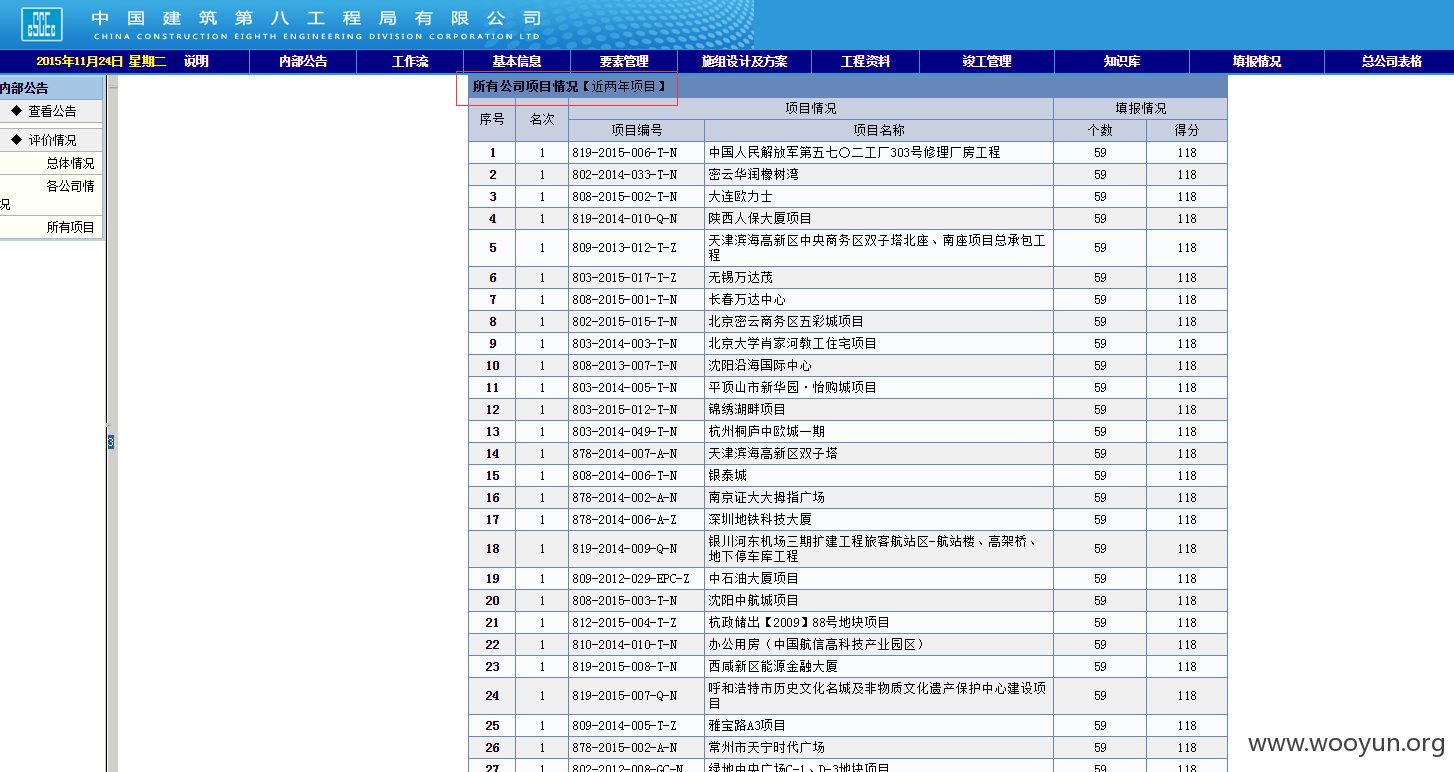 中国建筑第八工程局有限公司
CHINA CONSTRUCTION EIGHTH ENGINEERING DIVISION CORPORATION LTD
2015年11月24日 星期二 说明 内部公告 工作流 基本信息 要素管理 施组设计及方案 工程资料 竣工管理 知识库 填报情况 总公司表格
内部公告
◆ 查看公告
◆ 评价情况
总体情况
各公司情
况
所有项目
3
所有公司项目情况【近两年项目】
序号 名次 项目情况 填报情况
项目编号 项目名称 个数 得分
1 1 819-2015-006-T-N 中国人民解放军第五七〇二工厂303号修理厂房工程 59 118
2 1 802-2014-033-T-N 密云华润橡树湾 59 118
3 1 808-2015-002-T-N 大连欧力士 59 118
4 1 819-2014-010-Q-N 陕西人保大厦项目 59 118
5 1 809-2013-012-T-Z 天津滨海高新区中央商务区双子塔北座、南座项目总承包工
程 59 118
6 1 803-2015-017-T-Z 无锡万达茂 59 118
7 1 808-2015-001-T-N 长春万达中心 59 118
8 1 802-2015-015-T-N 北京密云商务区五彩城项目 59 118
9 1 803-2014-003-T-N 北京大学肖家河教工住宅项目 59 118
10 1 808-2013-007-T-N 沈阳沿海国际中心 59 118
11 1 803-2014-005-T-N 平顶山市新华园·怡购城项目 59 118
12 1 803-2015-012-T-N 锦绣湖畔项目 59 118
13 1 803-2014-049-T-N 杭州桐庐中欧城一期 59 118
14 1 878-2014-007-A-N 天津滨海高新区双子塔 59 118
15 1 808-2014-006-T-N 银泰城 59 118
16 1 878-2014-002-A-N 南京证大大拇指广场 59 118
17 1 878-2014-006-A-Z 深圳地铁科技大厦 59 118
18 1 819-2014-009-Q-N 银川河东机场三期扩建工程旅客航站区-航站楼、高架桥、
地下停车库工程 59 118
19 1 809-2012-029-EPC-Z 中石油大厦项目 59 118
20 1 808-2015-003-T-N 沈阳中航城项目 59 118
21 1 812-2015-004-T-Z 杭政储出【2009】88号地块项目 59 118
22 1 810-2014-010-T-N 办公用房（中国航信高科技产业园区） 59 118
23 1 819-2015-008-T-N 西咸新区能源金融大厦 59 118
24 1 819-2015-007-Q-N 呼和浩特市历史文化名城及非物质文化遗产保护中心建设项
目 59 118
25 1 809-2014-005-T-Z 雅宝路A3项目 59 118
26 1 878-2015-002-A-N 常州市天宁时代广场 59 118
27 1 802-2012-008-GC-N 绿地中央广场C-1、D-3地块项目 59 118
www.wooyun.org